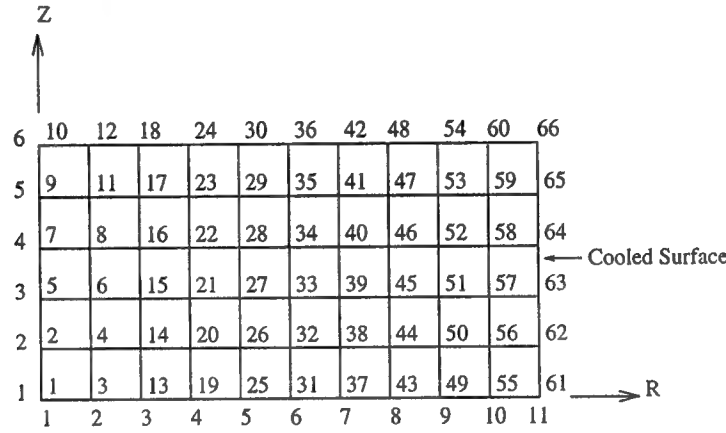 Z
6 10 12 18 24 30 36 42 48 54 60 66
5 9 11 17 23 29 35 41 47 53 59 65
4 7 8 16 22 28 34 40 46 52 58 64
Cooled Surface
3 5 6 15 21 27 33 39 45 51 57 63
2 2 4 14 20 26 32 38 44 50 56 62
1 1 3 13 19 25 31 37 43 49 55 61 R
1 2 3 4 5 6 7 8 9 10 11